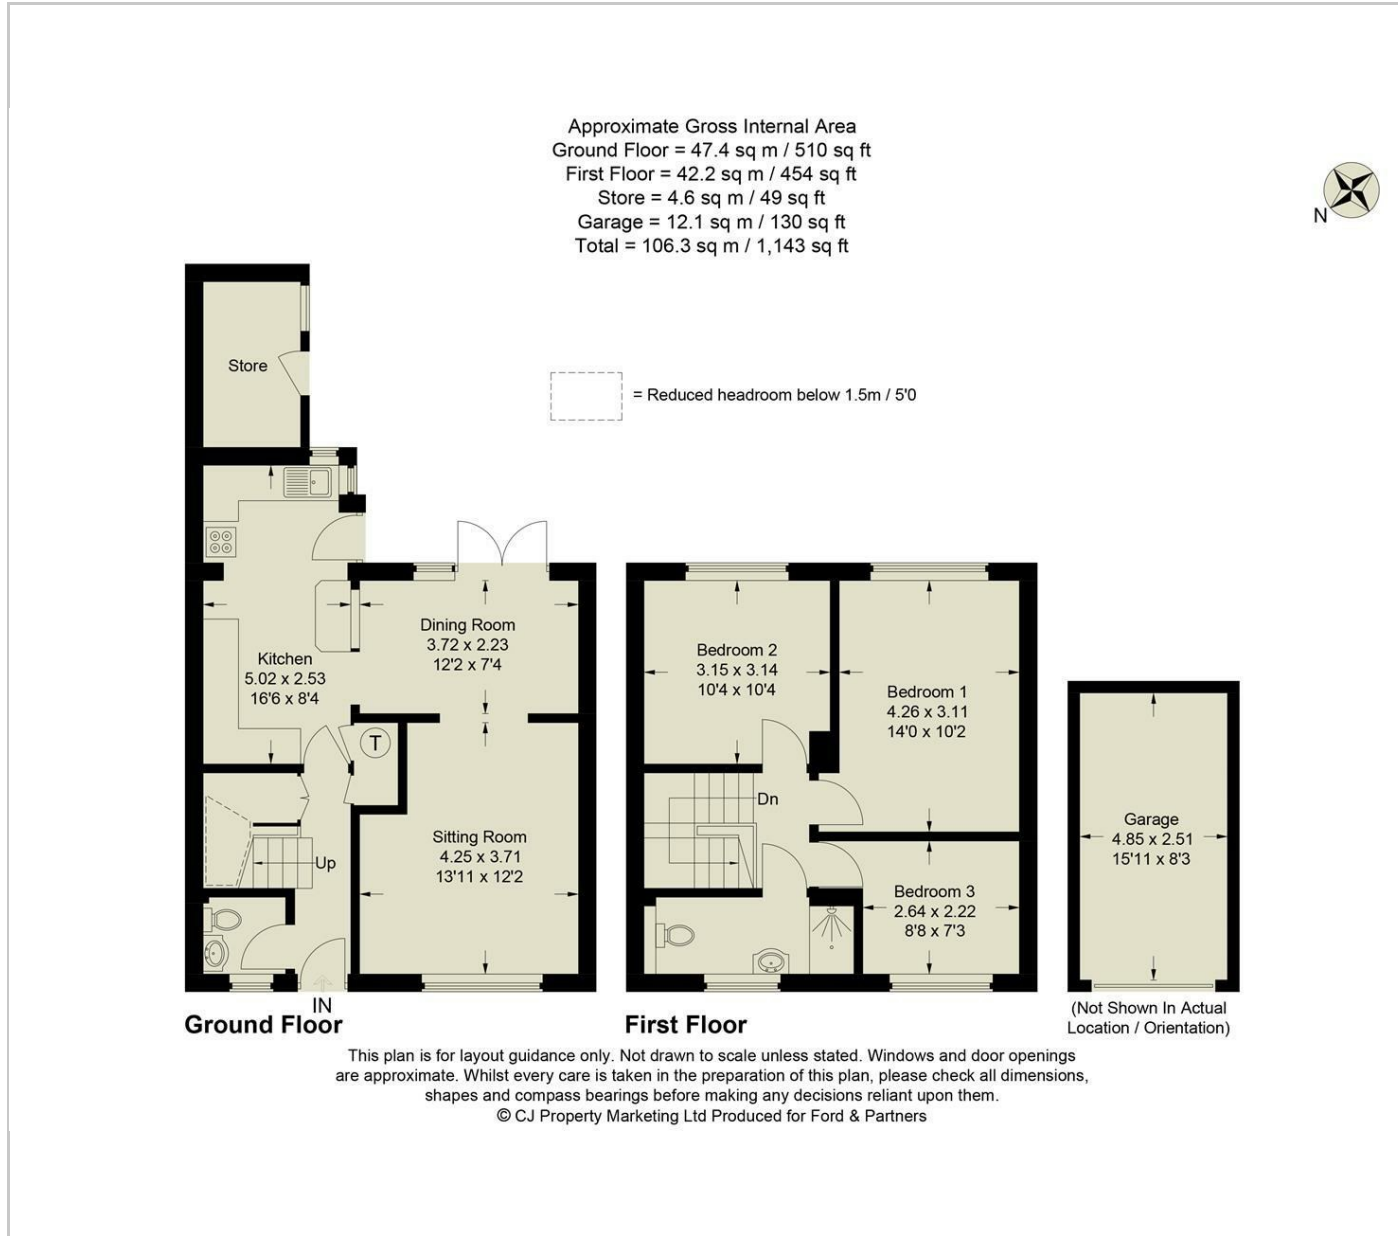 Approximate Gross Internal Area
Ground Floor = 47.4 sq m / 510 sq ft
First Floor = 42.2 sq m / 454 sq ft
Store = 4.6 sq m / 49 sq ft
Garage = 12.1 sq m / 130 sq ft
Total = 106.3 sq m / 1,143 sq ft
N
= Reduced headroom below 1.5m / 5'0
Store
Dining Room
3.72 x 2.23
12'2 x 7'4
Kitchen
5.02 x 2.53
16'6 x 8'4
T
Sitting Room
4.25 x 3.71
13'11 x 12'2
Up
IN
Ground Floor
Bedroom 2
3.15 x 3.14
10'4 x 10'4
Bedroom 1
4.26 x 3.11
14'0 x 10'2
Dn
Bedroom 3
2.64 x 2.22
8'8 x 7'3
First Floor
Garage
4.85 x 2.51
15'11 x 8'3
(Not Shown In Actual
Location / Orientation)
This plan is for layout guidance only. Not drawn to scale unless stated. Windows and door openings
are approximate. Whilst every care is taken in the preparation of this plan, please check all dimensions,
shapes and compass bearings before making any decisions reliant upon them.
© CJ Property Marketing Ltd Produced for Ford & Partners